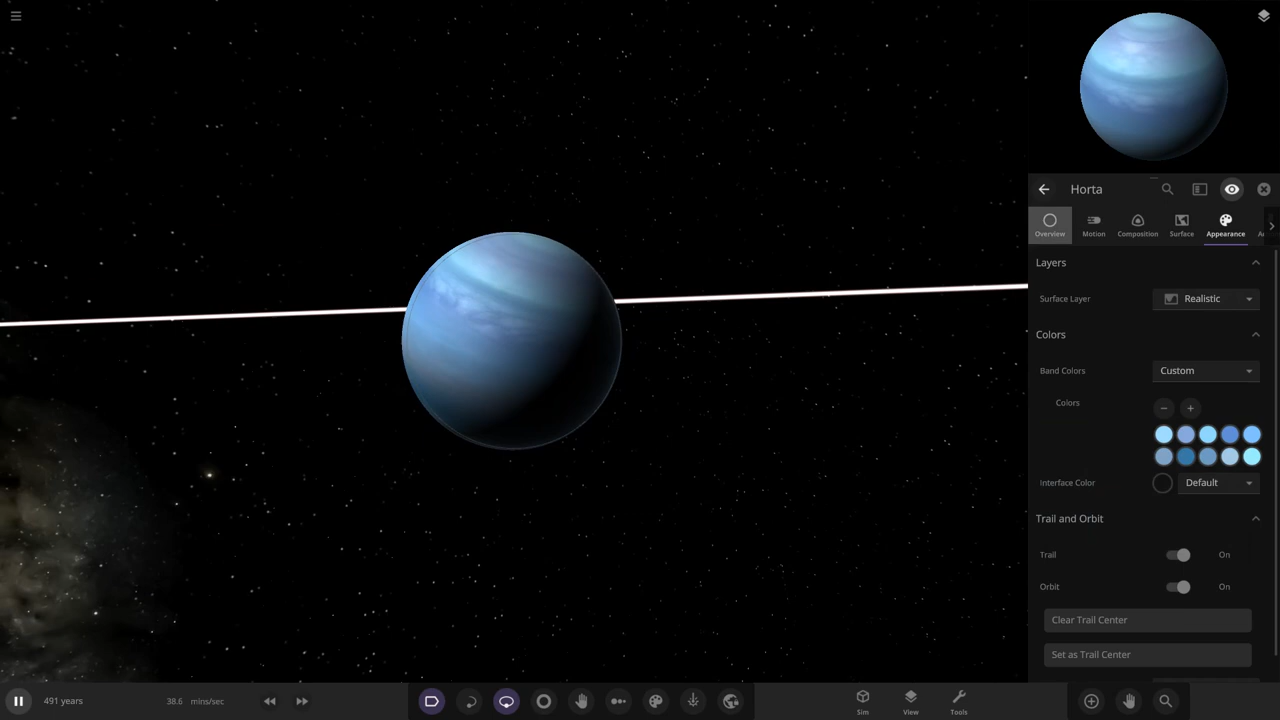 Horta
Overview Motion Composition Surface Appearance
Layers
Surface Layer Realistic
Colors
Band Colors Custom
Colors
Interface Color Default
Trail and Orbit
Trail On
Orbit On
Clear Trail Center
Set as Trail Center
491 years 38.6 mins/sec
Sim View Tools